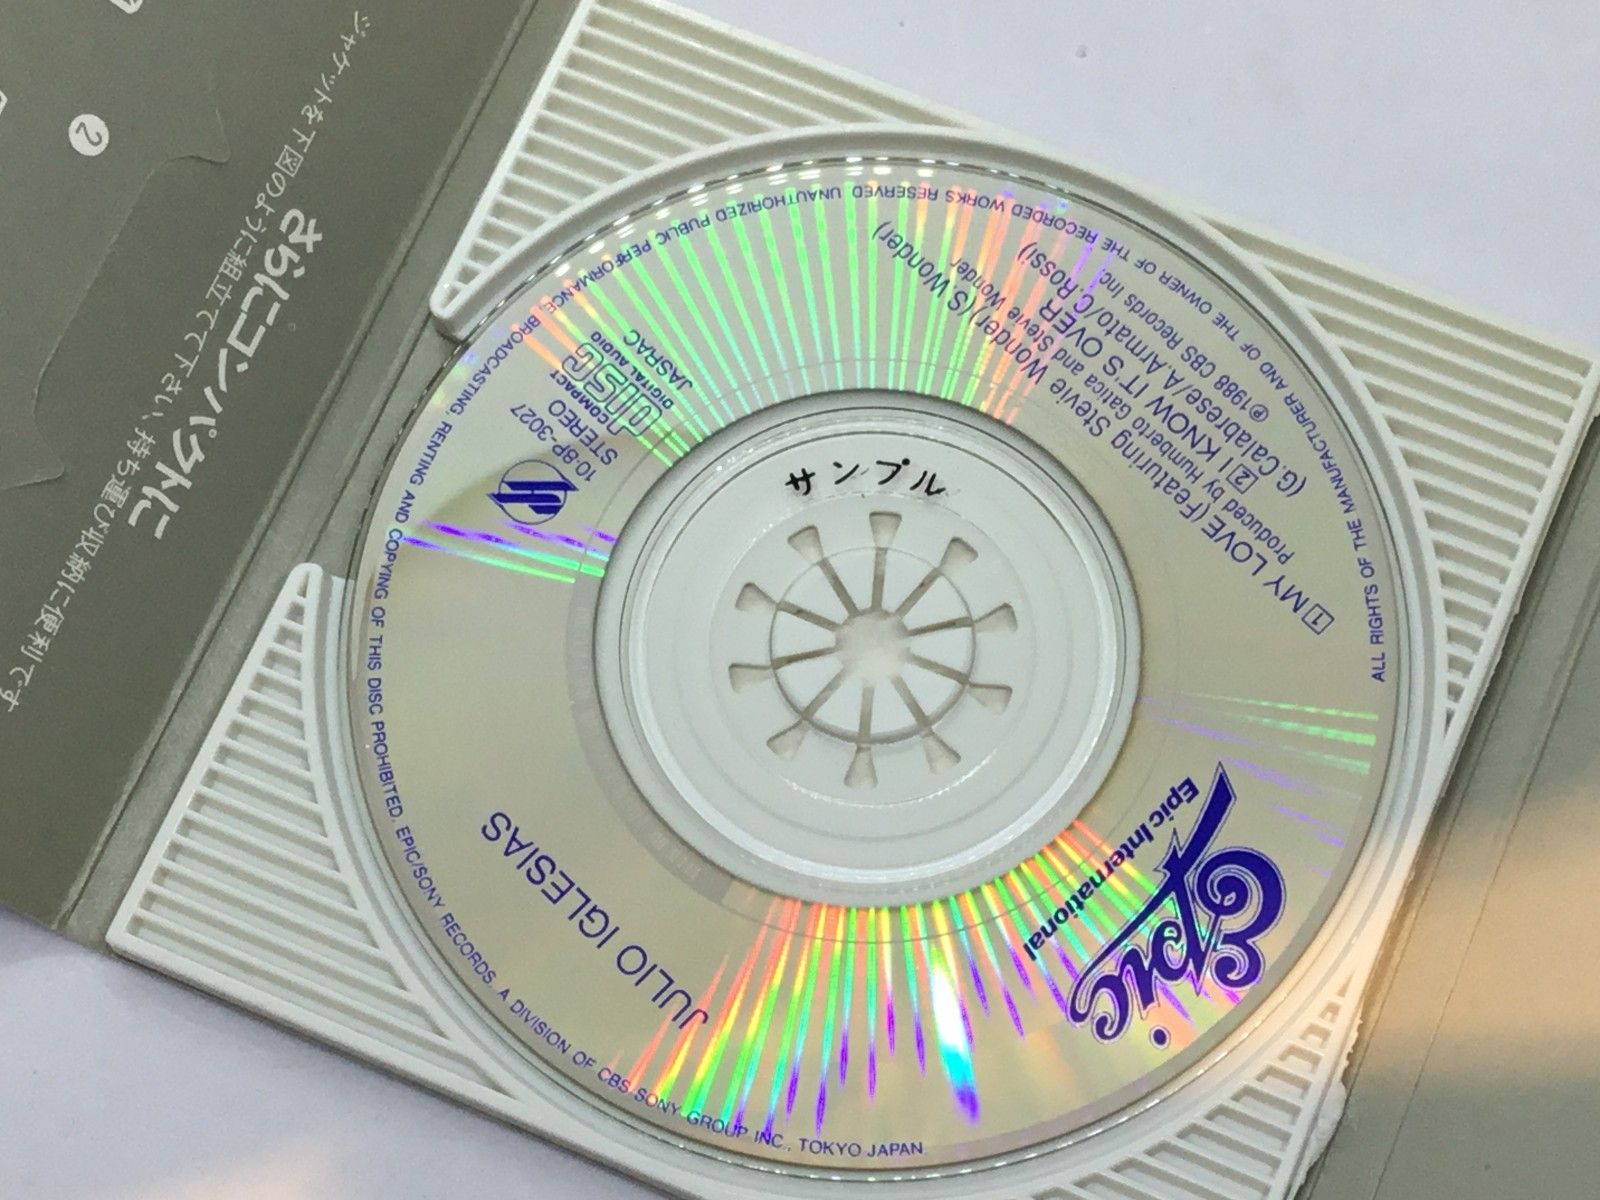 ジャケットを下図のように組立てて下さい、持ち運び収納に便利です
さらにコンパクトに
2
サンプル
Epic
Epic International
JULIO IGLESIAS
1 MY LOVE (Featuring Stevie Wonder)(S.Wonder)
Produced by Humberto Gatica and Stevie Wonder
2 I KNOW IT'S OVER
(G.Calabrese/A.Armato/C.Rossi)
Ⓟ1988 CBS Records Inc.
10·8P-3027
STEREO
COMPACT
disc
DIGITAL AUDIO
JASRAC
ALL RIGHTS OF THE MANUFACTURER AND OF THE OWNER OF THE RECORDED WORKS RESERVED. UNAUTHORIZED PUBLIC PERFORMANCE, BROADCASTING, RENTING AND COPYING OF THIS DISC PROHIBITED. EPIC/SONY RECORDS. A DIVISION OF CBS/SONY GROUP INC., TOKYO JAPAN